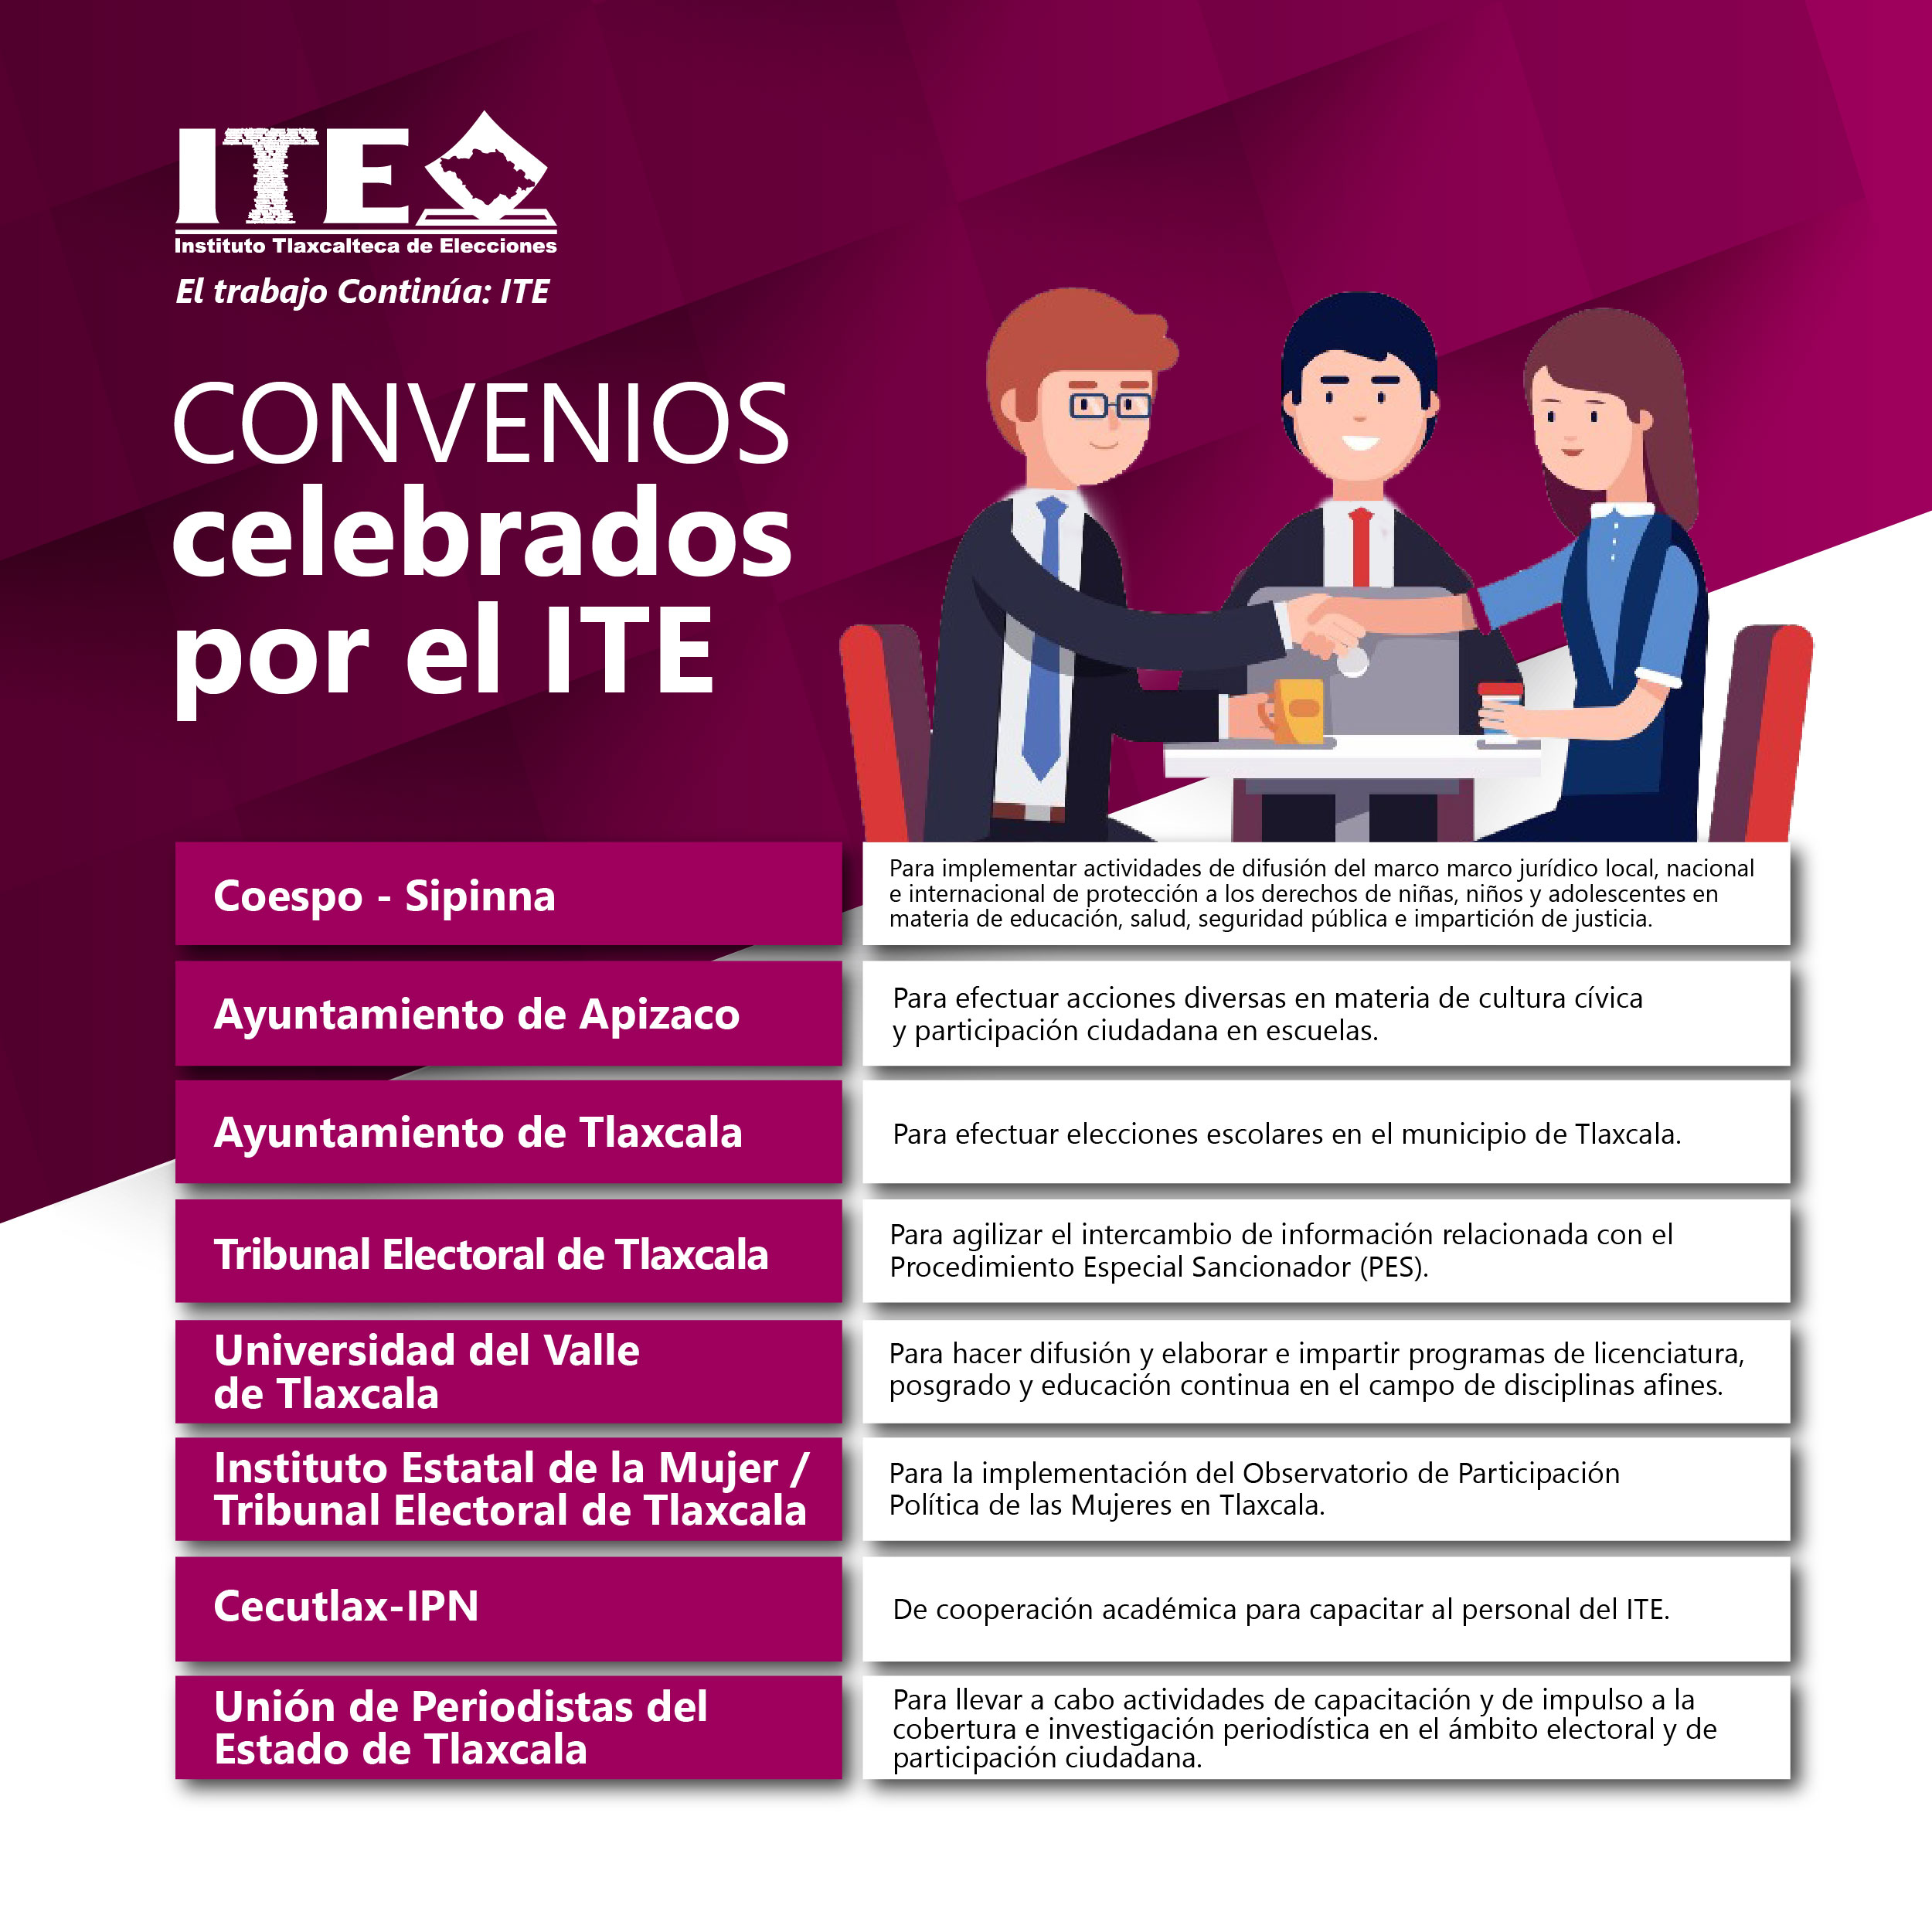 ITE
Instituto Tlaxcalteca de Elecciones
El trabajo Continúa: ITE
CONVENIOS
celebrados
por el ITE
Coespo - Sipinna
Para implementar actividades de difusión del marco marco jurídico local, nacional
e internacional de protección a los derechos de niñas, niños y adolescentes en
materia de educación, salud, seguridad pública e impartición de justicia.
Ayuntamiento de Apizaco
Para efectuar acciones diversas en materia de cultura cívica
y participación ciudadana en escuelas.
Ayuntamiento de Tlaxcala
Para efectuar elecciones escolares en el municipio de Tlaxcala.
Tribunal Electoral de Tlaxcala
Para agilizar el intercambio de información relacionada con el
Procedimiento Especial Sancionador (PES).
Universidad del Valle
de Tlaxcala
Para hacer difusión y elaborar e impartir programas de licenciatura,
posgrado y educación continua en el campo de disciplinas afines.
Instituto Estatal de la Mujer /
Tribunal Electoral de Tlaxcala
Para la implementación del Observatorio de Participación
Política de las Mujeres en Tlaxcala.
Cecutlax-IPN
De cooperación académica para capacitar al personal del ITE.
Unión de Periodistas del
Estado de Tlaxcala
Para llevar a cabo actividades de capacitación y de impulso a la
cobertura e investigación periodística en el ámbito electoral y de
participación ciudadana.